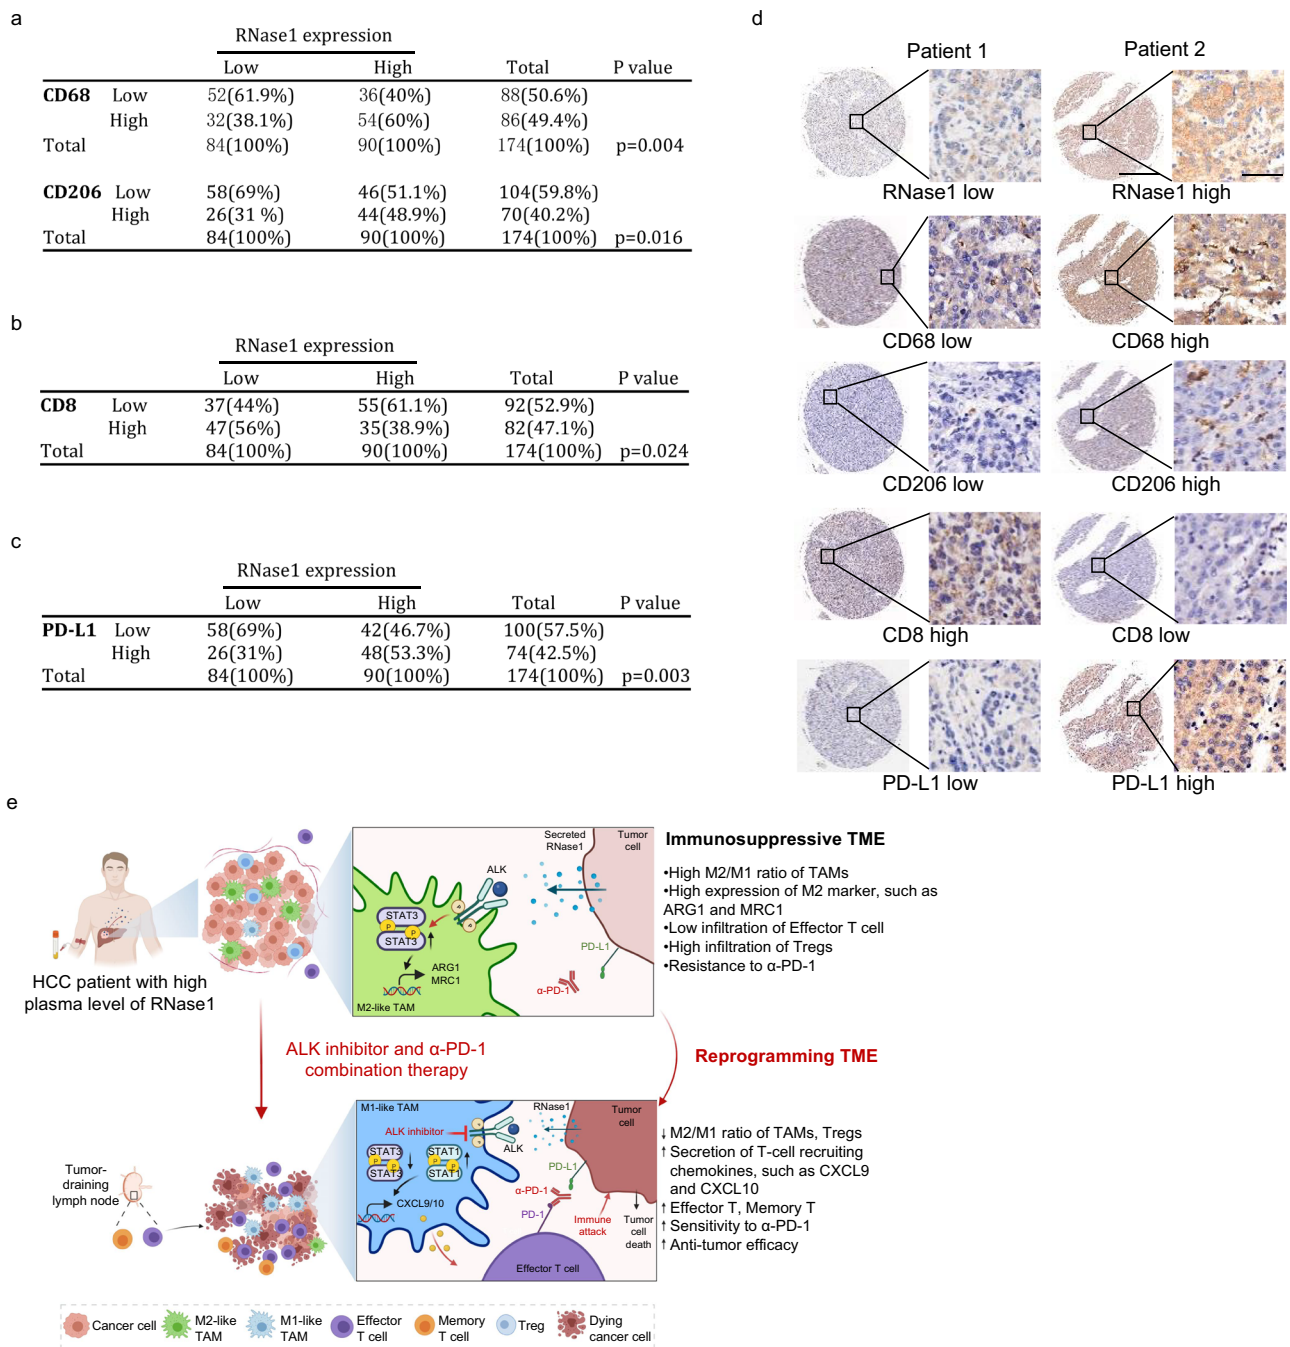 a
RNase1 expression
Low High Total P value
CD68 Low 52(61.9%) 36(40%) 88(50.6%)
High 32(38.1%) 54(60%) 86(49.4%)
Total 84(100%) 90(100%) 174(100%) p=0.004
CD206 Low 58(69%) 46(51.1%) 104(59.8%)
High 26(31 %) 44(48.9%) 70(40.2%)
Total 84(100%) 90(100%) 174(100%) p=0.016
b
RNase1 expression
Low High Total P value
CD8 Low 37(44%) 55(61.1%) 92(52.9%)
High 47(56%) 35(38.9%) 82(47.1%)
Total 84(100%) 90(100%) 174(100%) p=0.024
c
RNase1 expression
Low High Total P value
PD-L1 Low 58(69%) 42(46.7%) 100(57.5%)
High 26(31%) 48(53.3%) 74(42.5%)
Total 84(100%) 90(100%) 174(100%) p=0.003
d
Patient 1 Patient 2
RNase1 low RNase1 high
CD68 low CD68 high
CD206 low CD206 high
CD8 high CD8 low
PD-L1 low PD-L1 high
e
HCC patient with high
plasma level of RNase1
Secreted
RNase1
Tumor
cell
ALK
P
P
STAT3
P P
STAT3
ARG1
MRC1
PD-L1
α-PD-1
M2-like TAM
Immunosuppressive TME
•High M2/M1 ratio of TAMs
•High expression of M2 marker, such as
ARG1 and MRC1
•Low infiltration of Effector T cell
•High infiltration of Tregs
•Resistance to α-PD-1
ALK inhibitor and α-PD-1
combination therapy
Reprogramming TME
Tumor-
draining
lymph node
M1-like TAM
RNase1
Tumor
cell
ALK inhibitor
ALK
STAT3 STAT1
P P P P
STAT3 STAT1
CXCL9/10
PD-L1
α-PD-1
PD-1
Immune
attack
Tumor
cell
death
Effector T cell
↓ M2/M1 ratio of TAMs, Tregs
↑ Secretion of T-cell recruiting
chemokines, such as CXCL9
and CXCL10
↑ Effector T, Memory T
↑ Sensitivity to α-PD-1
↑ Anti-tumor efficacy
Cancer cell
M2-like
TAM
M1-like
TAM
Effector
T cell
Memory
T cell
Treg
Dying
cancer cell